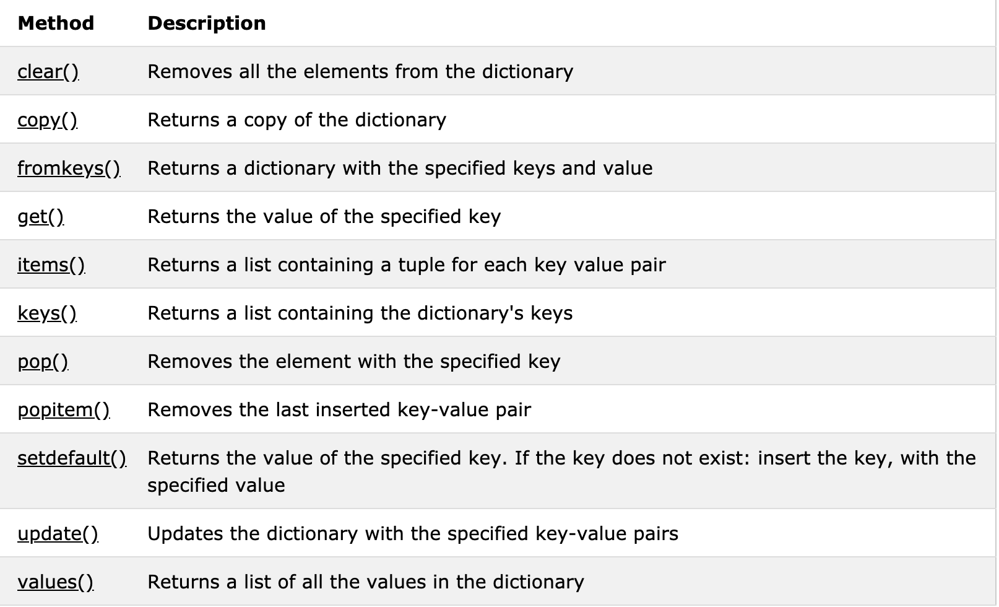 Method Description
clear() Removes all the elements from the dictionary
copy() Returns a copy of the dictionary
fromkeys() Returns a dictionary with the specified keys and value
get() Returns the value of the specified key
items() Returns a list containing a tuple for each key value pair
keys() Returns a list containing the dictionary's keys
pop() Removes the element with the specified key
popitem() Removes the last inserted key-value pair
setdefault() Returns the value of the specified key. If the key does not exist: insert the key, with the
specified value
update() Updates the dictionary with the specified key-value pairs
values() Returns a list of all the values in the dictionary